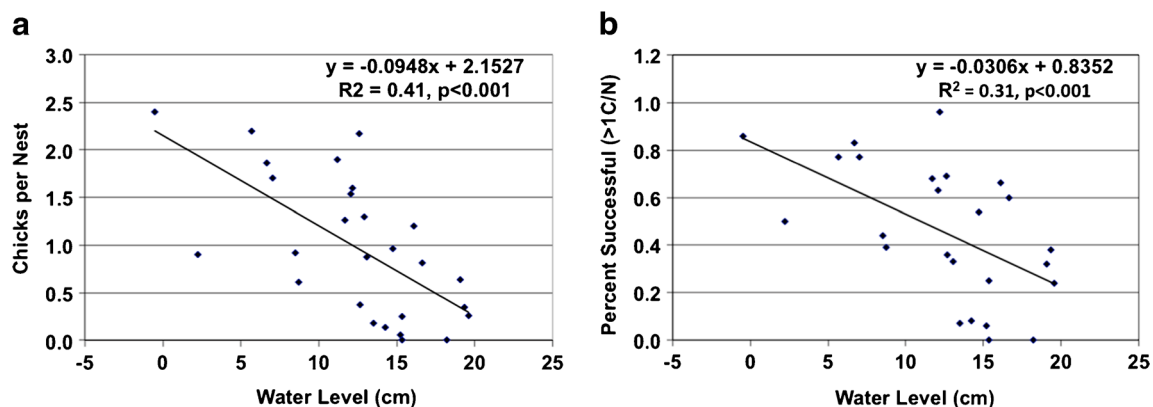 a
3.0
2.5
2.0
1.5
1.0
0.5
0.0
-5
0
5
10
15
20
25
Chicks per Nest
Water Level (cm)
y = -0.0948x + 2.1527
R2 = 0.41, p<0.001
b
1.2
1.0
0.8
0.6
0.4
0.2
0.0
-5
0
5
10
15
20
25
Percent Successful (>1C/N)
Water Level (cm)
y = -0.0306x + 0.8352
R² = 0.31, p<0.001